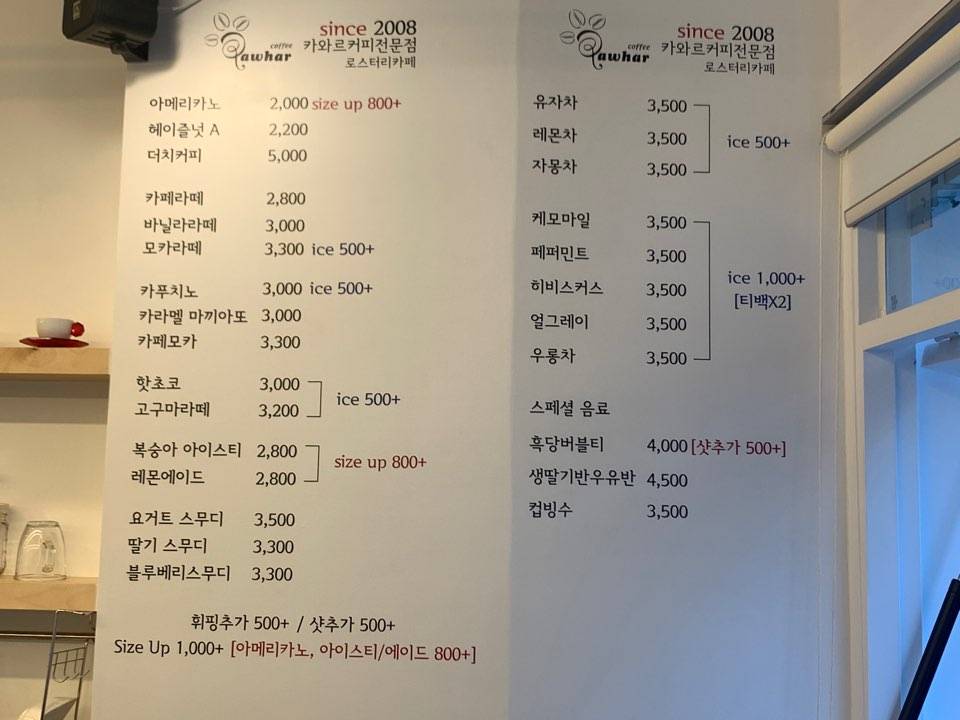 coffee
Qawhar
since 2008
카와르커피전문점
로스터리카페
아메리카노 2,000 size up 800+
헤이즐넛 A 2,200
더치커피 5,000
카페라떼 2,800
바닐라라떼 3,000
모카라떼 3,300 ice 500+
카푸치노 3,000 ice 500+
카라멜 마끼아또 3,000
카페모카 3,300
핫초코 3,000
고구마라떼 3,200
ice 500+
복숭아 아이스티 2,800
레몬에이드 2,800
size up 800+
요거트 스무디 3,500
딸기 스무디 3,300
블루베리스무디 3,300
휘핑추가 500+ / 샷추가 500+
Size Up 1,000+ [아메리카노, 아이스티/에이드 800+]
coffee
Qawhar
since 2008
카와르커피전문점
로스터리카페
유자차 3,500
레몬차 3,500
자몽차 3,500
ice 500+
케모마일 3,500
페퍼민트 3,500
히비스커스 3,500
얼그레이 3,500
우롱차 3,500
ice 1,000+
[티백X2]
스페셜 음료
흑당버블티 4,000 [샷추가 500+]
생딸기반우유반 4,500
컵빙수 3,500